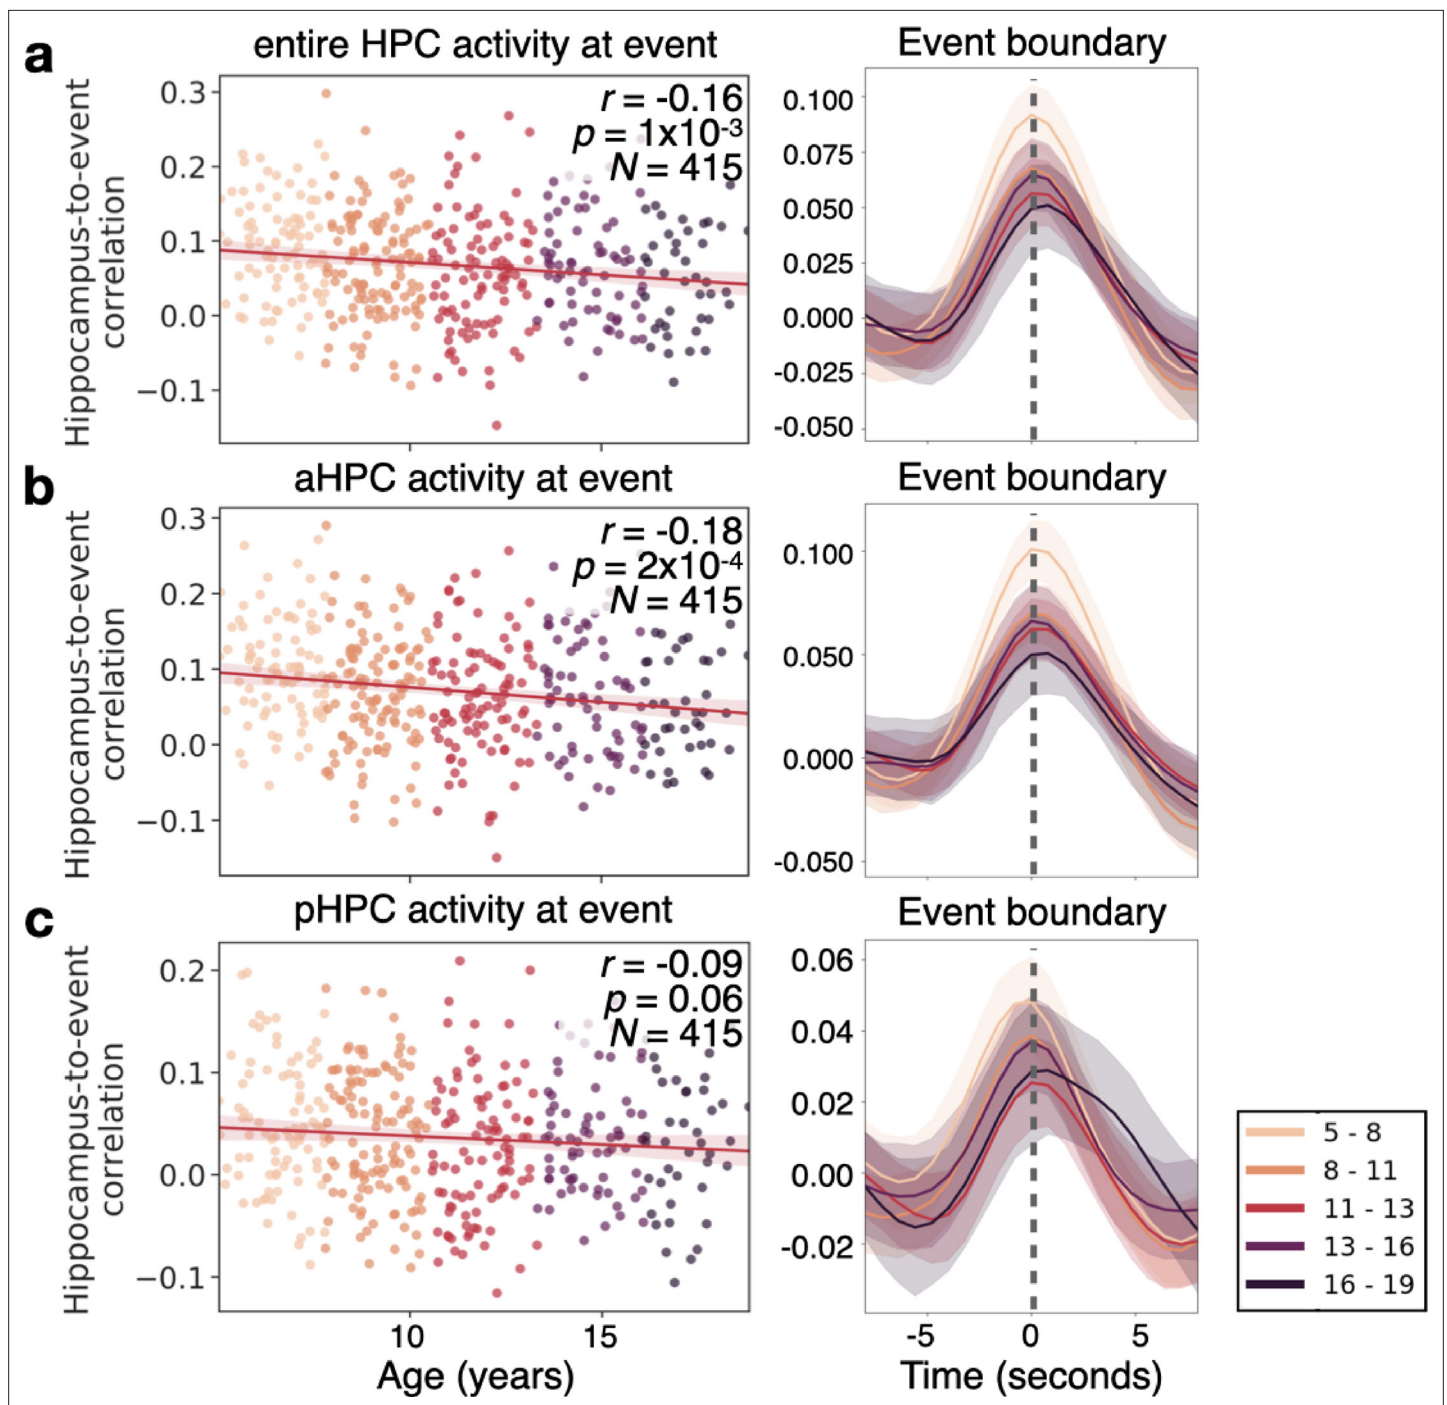 a
entire HPC activity at event
Event boundary
Hippocampus-to-event
correlation
0.3
0.2
0.1
0.0
−0.1
r = -0.16
p = 1x10-3
N = 415
0.100
0.075
0.050
0.025
0.000
-0.025
-0.050
b
aHPC activity at event
Event boundary
Hippocampus-to-event
correlation
0.3
0.2
0.1
0.0
−0.1
r = -0.18
p = 2x10-4
N = 415
0.100
0.050
0.000
-0.050
c
pHPC activity at event
Event boundary
Hippocampus-to-event
correlation
0.2
0.1
0.0
−0.1
r = -0.09
p = 0.06
N = 415
10
15
Age (years)
0.06
0.04
0.02
0.00
-0.02
-5
0
5
Time (seconds)
5 - 8
8 - 11
11 - 13
13 - 16
16 - 19